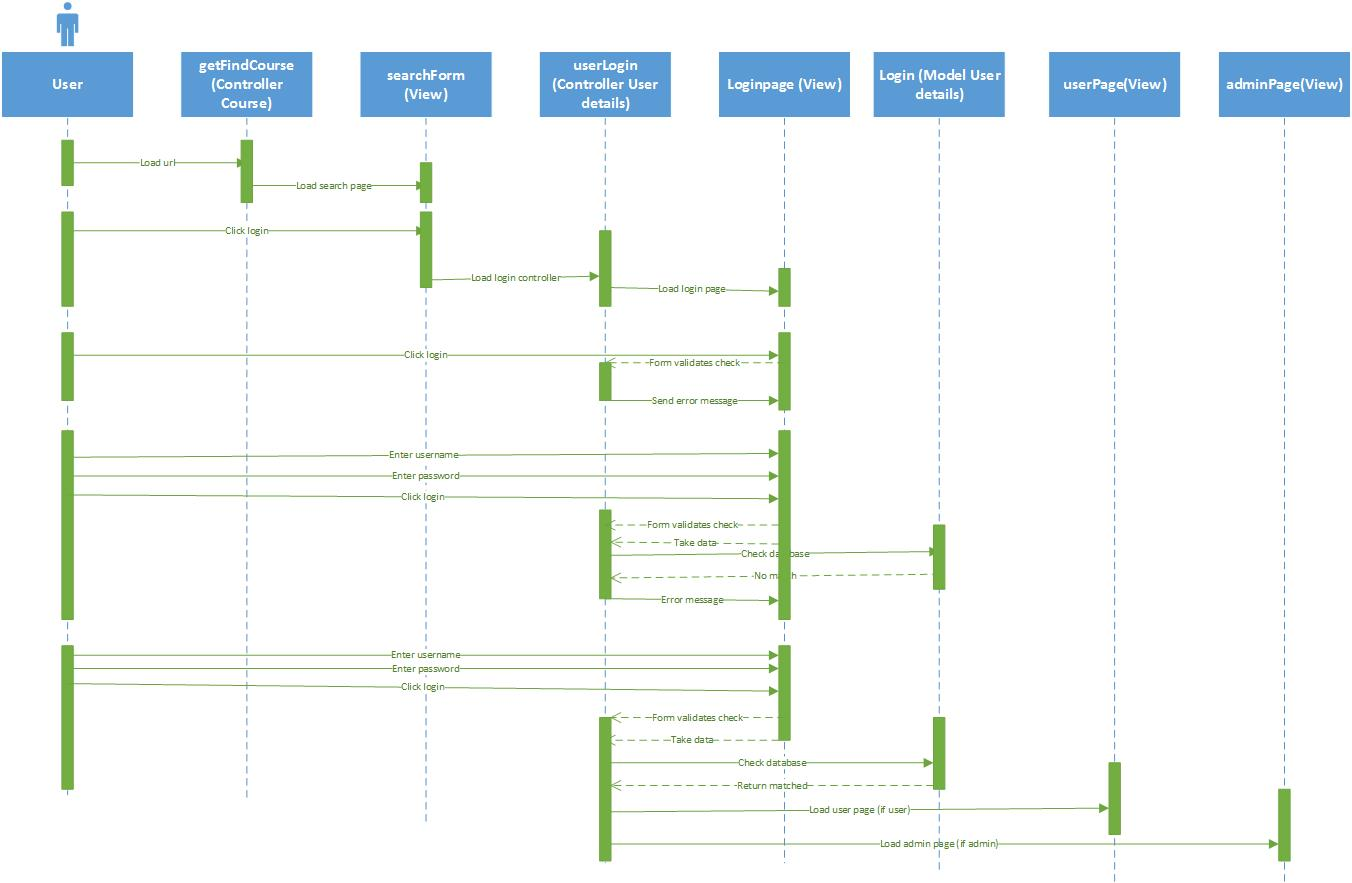 User
getFindCourse
(Controller
Course)
searchForm
(View)
userLogin
(Controller User
details)
Loginpage (View)
Login (Model User
details)
userPage(View)
adminPage(View)
Load url
Load search page
Click login
Load login controller
Load login page
Click login
Form validates check
Send error message
Enter username
Enter password
Click login
Form validates check
Take data
Check database
No match
Error message
Enter username
Enter password
Click login
Form validates check
Take data
Check database
Return matched
Load user page (if user)
Load admin page (if admin)